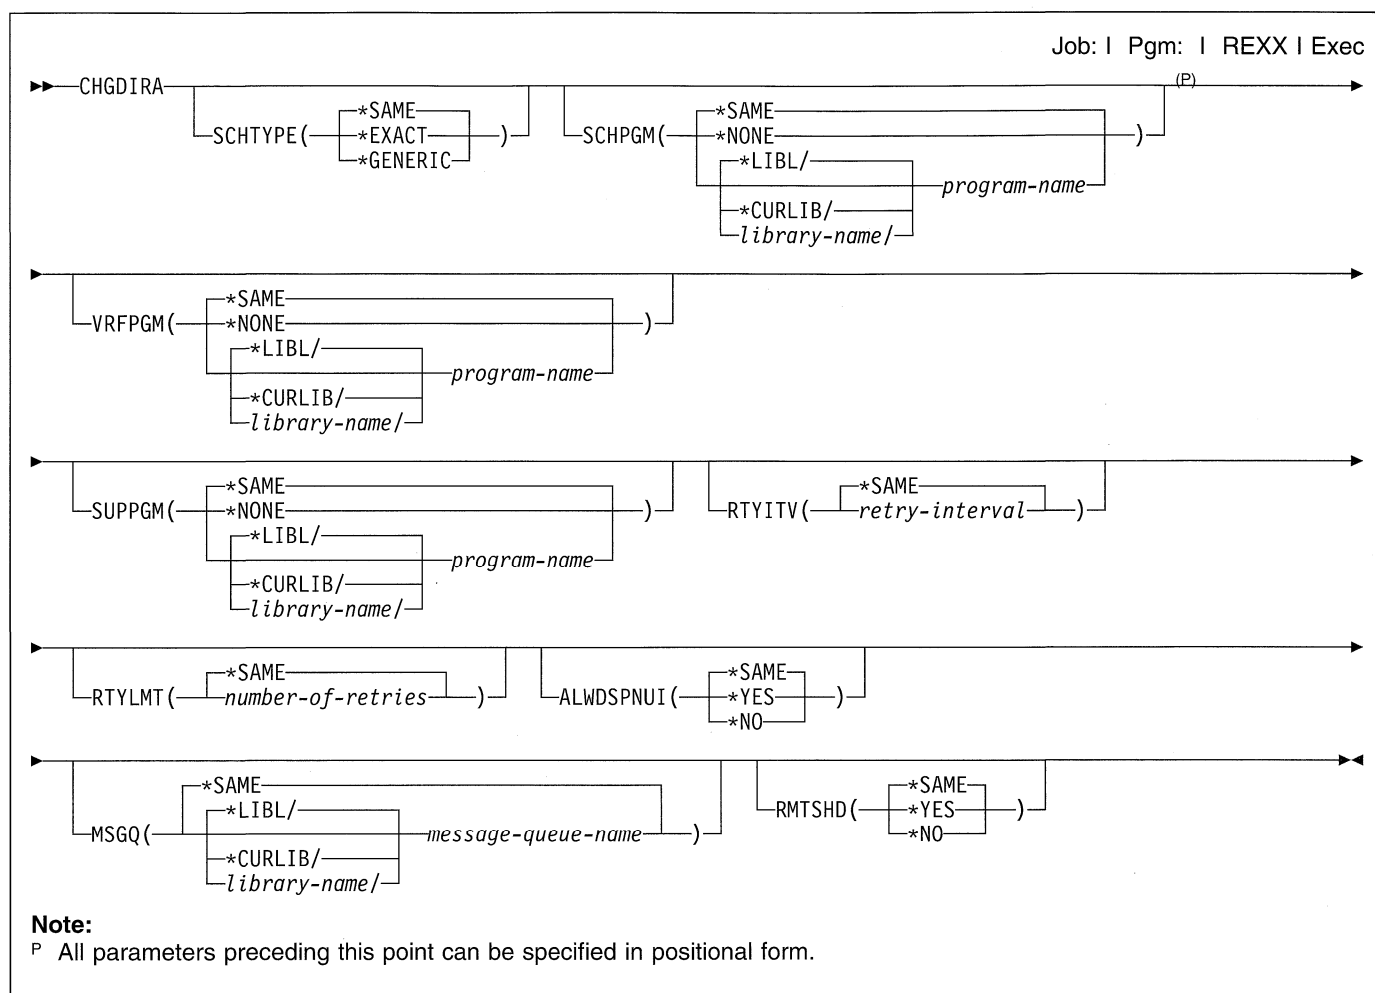 Job: I Pgm: I REXX I Exec
CHGDIRA
(P)
SCHTYPE(
*SAME
*EXACT
*GENERIC
)
SCHPGM(
*SAME
*NONE
*LIBL/
*CURLIB/
library-name/
program-name
)
VRFPGM(
*SAME
*NONE
*LIBL/
*CURLIB/
library-name/
program-name
)
SUPPGM(
*SAME
*NONE
*LIBL/
*CURLIB/
library-name/
program-name
)
RTYITV(
*SAME
retry-interval
)
RTYLMT(
*SAME
number-of-retries
)
ALWDSPNUI(
*SAME
*YES
*NO
)
MSGQ(
*SAME
*LIBL/
*CURLIB/
library-name/
message-queue-name
)
RMTSHD(
*SAME
*YES
*NO
)
Note:
P All parameters preceding this point can be specified in positional form.